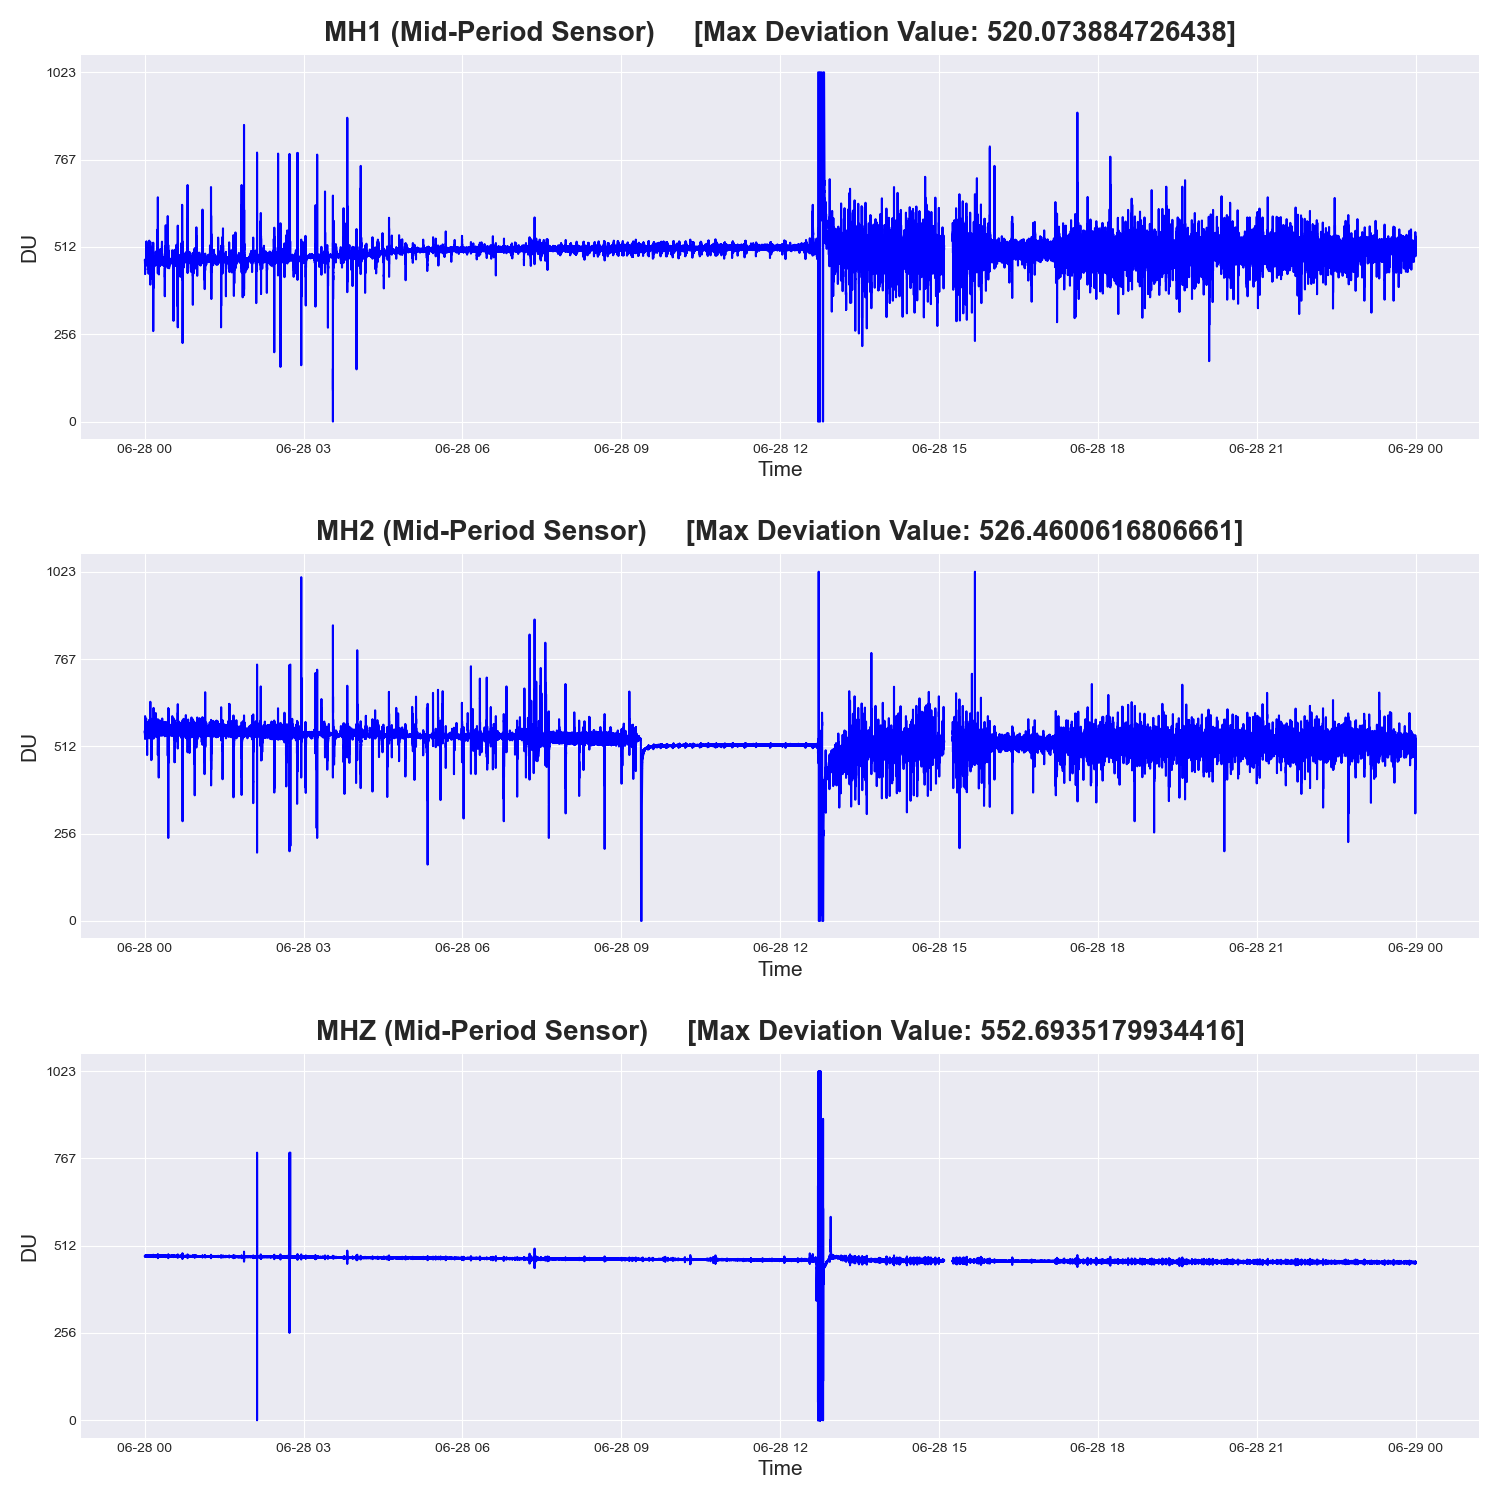 MH1 (Mid-Period Sensor) [Max Deviation Value: 520.073884726438]
1023
767
512
256
0
DU
06-28 00 06-28 03 06-28 06 06-28 09 06-28 12 06-28 15 06-28 18 06-28 21 06-29 00
Time
MH2 (Mid-Period Sensor) [Max Deviation Value: 526.4600616806661]
1023
767
512
256
0
DU
06-28 00 06-28 03 06-28 06 06-28 09 06-28 12 06-28 15 06-28 18 06-28 21 06-29 00
Time
MHZ (Mid-Period Sensor) [Max Deviation Value: 552.6935179934416]
1023
767
512
256
0
DU
06-28 00 06-28 03 06-28 06 06-28 09 06-28 12 06-28 15 06-28 18 06-28 21 06-29 00
Time